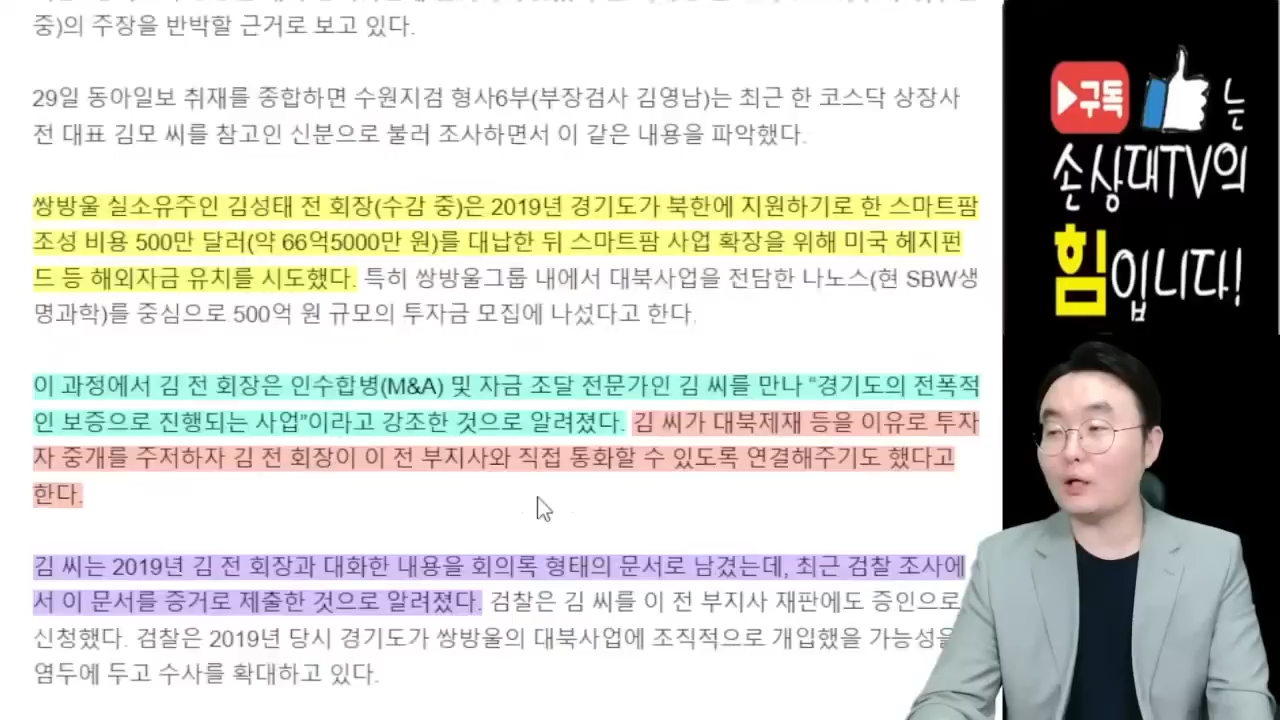 중)의 주장을 반박할 근거로 보고 있다.
29일 동아일보 취재를 종합하면 수원지검 형사6부(부장검사 김영남)는 최근 한 코스닥 상장사
전 대표 김모 씨를 참고인 신분으로 불러 조사하면서 이 같은 내용을 파악했다.
쌍방울 실소유주인 김성태 전 회장(수감 중)은 2019년 경기도가 북한에 지원하기로 한 스마트팜
조성 비용 500만 달러(약 66억5000만 원)를 대납한 뒤 스마트팜 사업 확장을 위해 미국 헤지펀
드 등 해외자금 유치를 시도했다. 특히 쌍방울그룹 내에서 대북사업을 전담한 나노스(현 SBW생
명과학)를 중심으로 500억 원 규모의 투자금 모집에 나섰다고 한다.
이 과정에서 김 전 회장은 인수합병(M&A) 및 자금 조달 전문가인 김 씨를 만나 “경기도의 전폭적
인 보증으로 진행되는 사업”이라고 강조한 것으로 알려졌다. 김 씨가 대북제재 등을 이유로 투자
자 중개를 주저하자 김 전 회장이 이 전 부지사와 직접 통화할 수 있도록 연결해주기도 했다고
한다.
김 씨는 2019년 김 전 회장과 대화한 내용을 회의록 형태의 문서로 남겼는데, 최근 검찰 조사에
서 이 문서를 증거로 제출한 것으로 알려졌다. 검찰은 김 씨를 이 전 부지사 재판에도 증인으로
신청했다. 검찰은 2019년 당시 경기도가 쌍방울의 대북사업에 조직적으로 개입했을 가능성을
염두에 두고 수사를 확대하고 있다.
구독 는
손상대TV의
힘입니다!